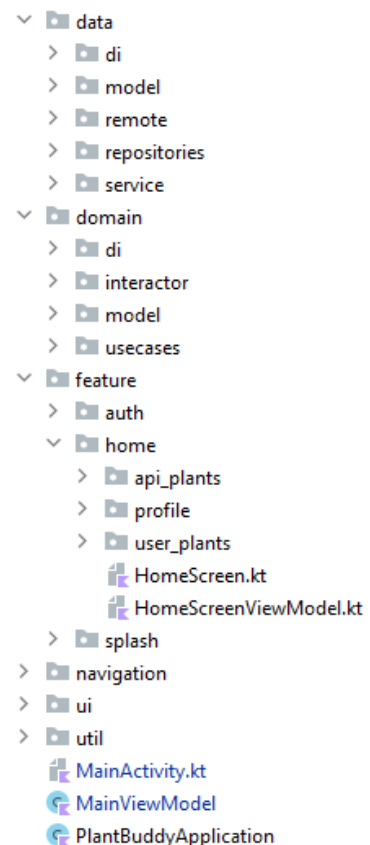 data
di
model
remote
repositories
service
domain
di
interactor
model
usecases
feature
auth
home
api_plants
profile
user_plants
HomeScreen.kt
HomeScreenViewModel.kt
splash
navigation
ui
util
MainActivity.kt
MainViewModel
PlantBuddyApplication